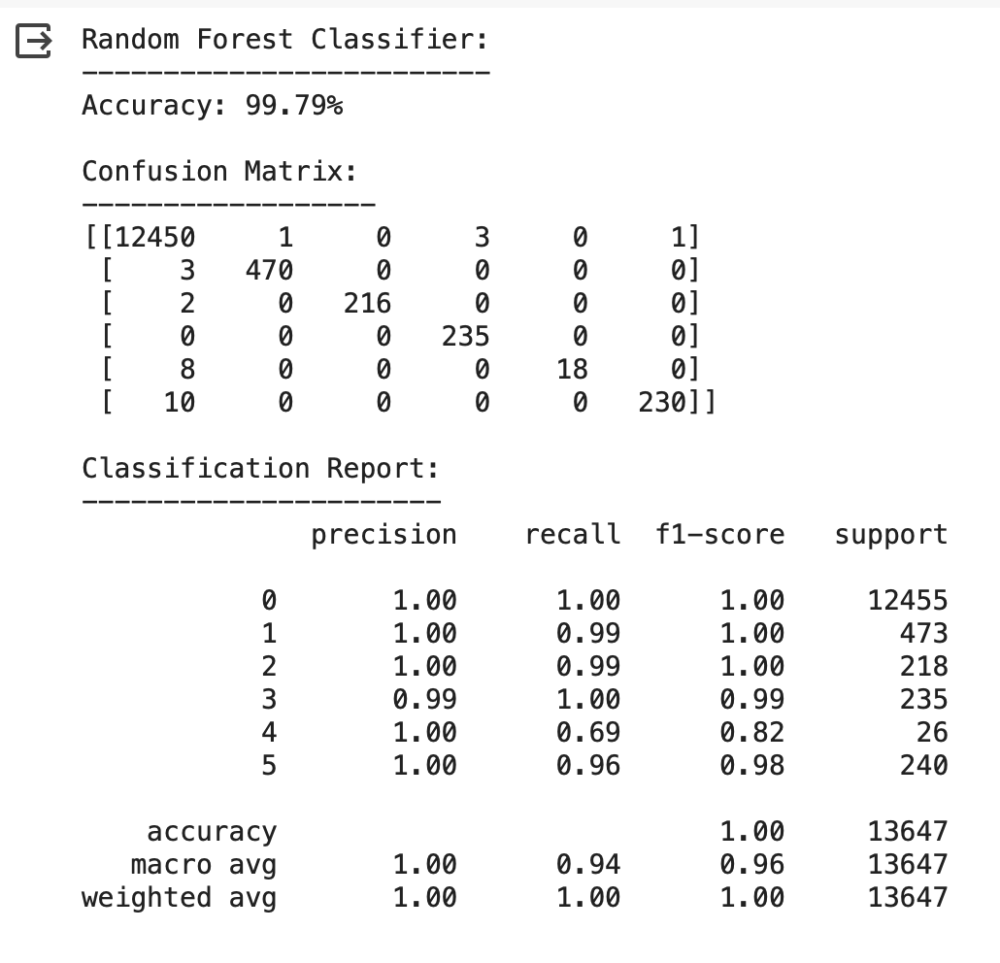 Random Forest Classifier:
-------------------------
Accuracy: 99.79%
Confusion Matrix:
------------------
[[12450     1     0     3     0     1]
 [    3   470     0     0     0     0]
 [    2     0   216     0     0     0]
 [    0     0     0   235     0     0]
 [    8     0     0     0    18     0]
 [   10     0     0     0     0   230]]
Classification Report:
----------------------
              precision    recall  f1-score   support
           0       1.00      1.00      1.00     12455
           1       1.00      0.99      1.00       473
           2       1.00      0.99      1.00       218
           3       0.99      1.00      0.99       235
           4       1.00      0.69      0.82        26
           5       1.00      0.96      0.98       240
    accuracy                           1.00     13647
   macro avg       1.00      0.94      0.96     13647
weighted avg       1.00      1.00      1.00     13647